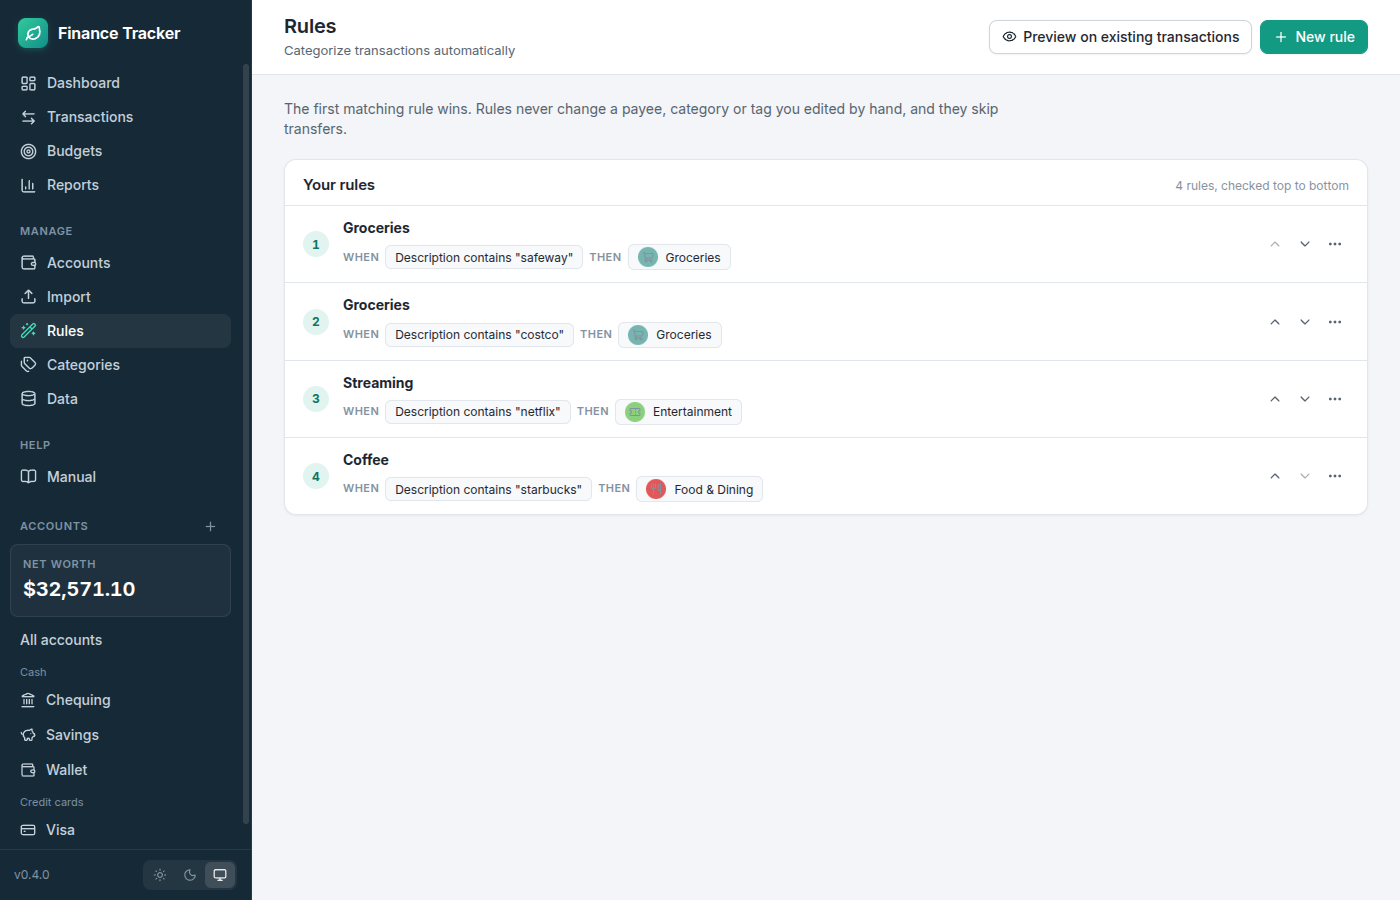 Finance Tracker
Dashboard
Transactions
Budgets
Reports
MANAGE
Accounts
Import
Rules
Categories
Data
HELP
Manual
ACCOUNTS
NET WORTH
$32,571.10
All accounts
Cash
Chequing
Savings
Wallet
Credit cards
Visa
v0.4.0
Rules
Categorize transactions automatically
Preview on existing transactions
New rule
The first matching rule wins. Rules never change a payee, category or tag you edited by hand, and they skip
transfers.
Your rules
4 rules, checked top to bottom
1
Groceries
WHEN Description contains "safeway" THEN Groceries
2
Groceries
WHEN Description contains "costco" THEN Groceries
3
Streaming
WHEN Description contains "netflix" THEN Entertainment
4
Coffee
WHEN Description contains "starbucks" THEN Food & Dining